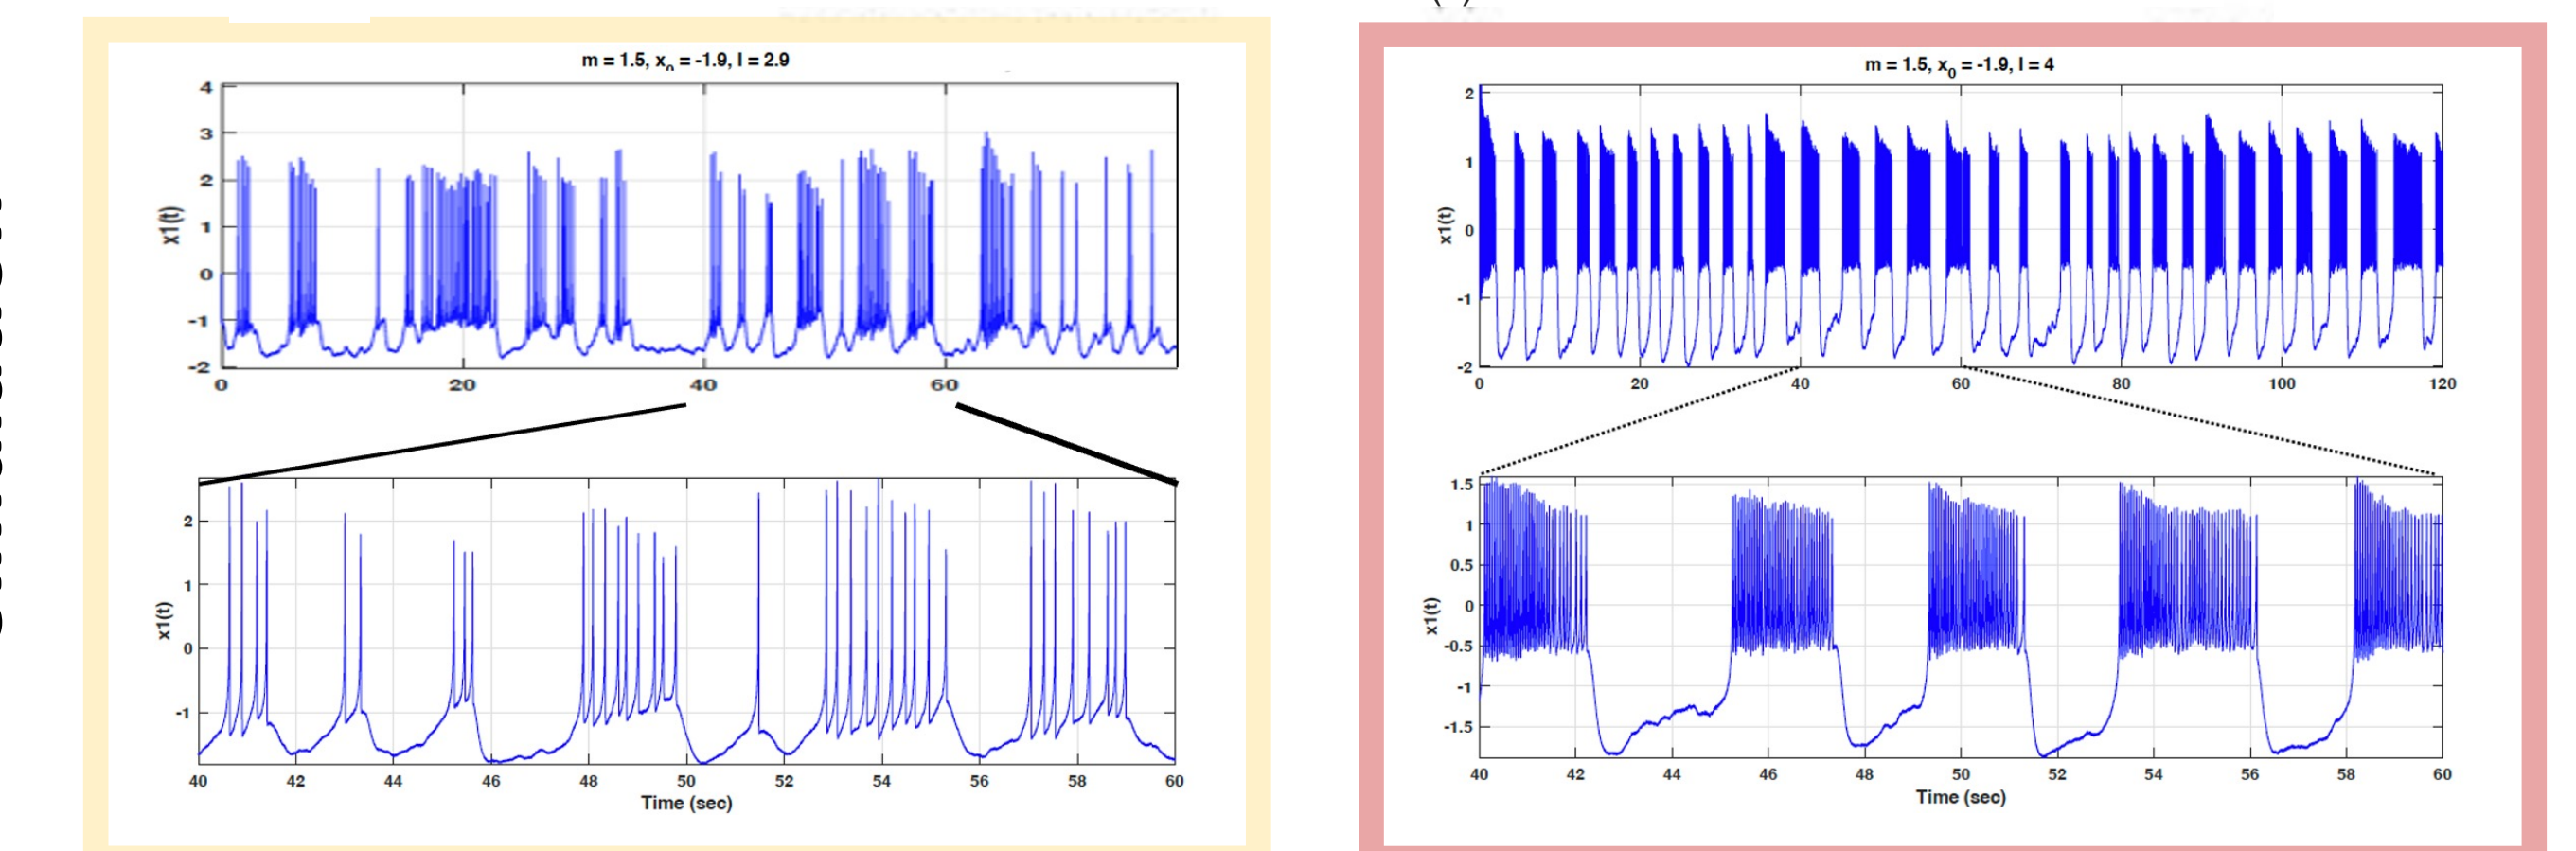 m = 1.5, x0 = -1.9, I = 2.9
4
3
2
1
0
-1
-2
x1(t)
0 20 40 60
2
1
0
-1
x1(t)
40 42 44 46 48 50 52 54 56 58 60
Time (sec)
m = 1.5, x0 = -1.9, I = 4
2
1
0
-1
-2
x1(t)
0 20 40 60 80 100 120
1.5
1
0.5
0
-0.5
-1
-1.5
x1(t)
40 42 44 46 48 50 52 54 56 58 60
Time (sec)